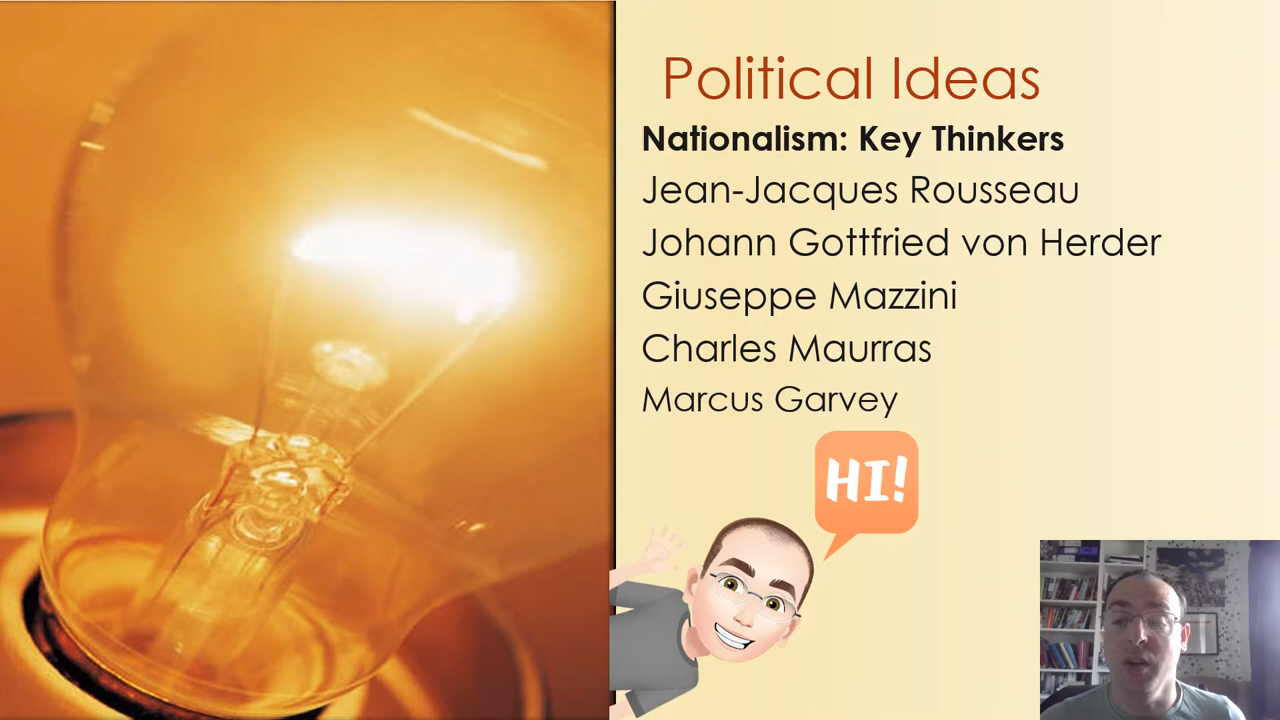 Political Ideas
Nationalism: Key Thinkers
Jean-Jacques Rousseau
Johann Gottfried von Herder
Giuseppe Mazzini
Charles Maurras
Marcus Garvey
HI!